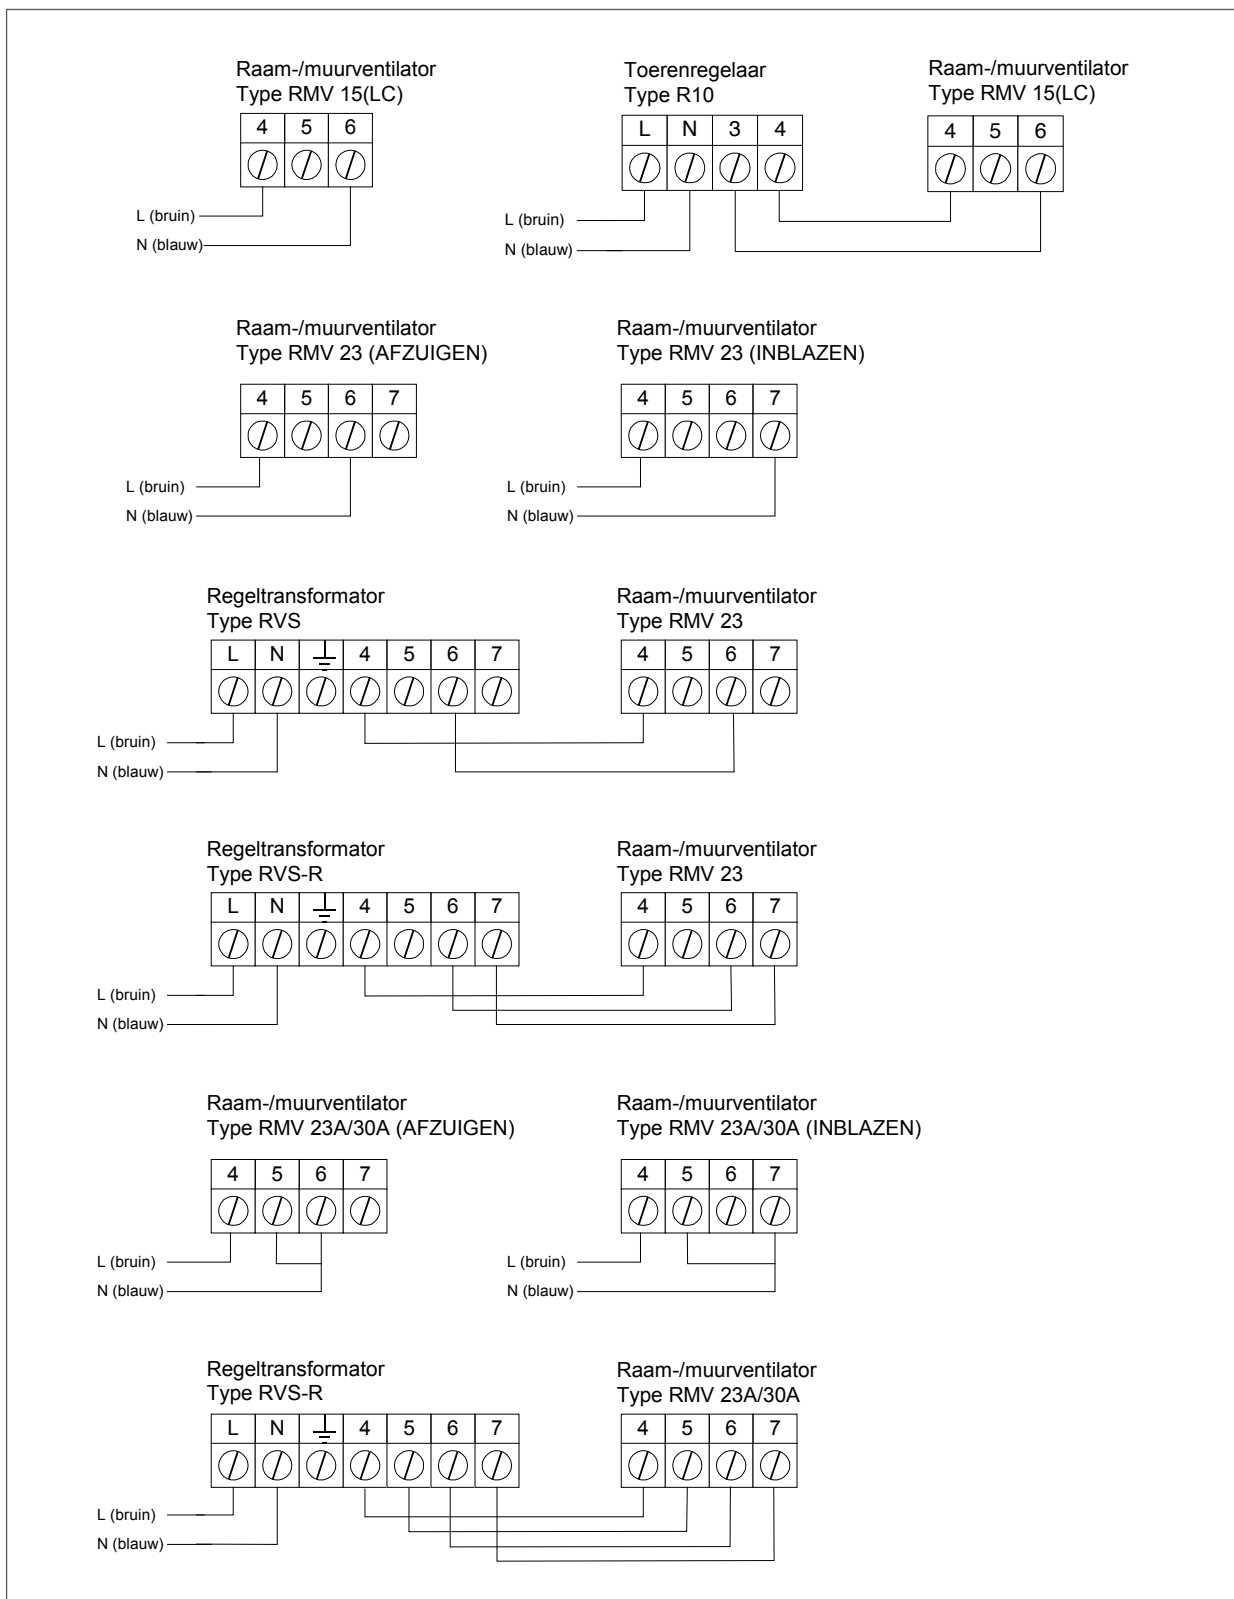 Raam-/muurventilator
Type RMV 15(LC)
4 5 6
L (bruin)
N (blauw)
Toerenregelaar
Type R10
L N 3 4
L (bruin)
N (blauw)
Raam-/muurventilator
Type RMV 15(LC)
4 5 6
Raam-/muurventilator
Type RMV 23 (AFZUIGEN)
4 5 6 7
L (bruin)
N (blauw)
Raam-/muurventilator
Type RMV 23 (INBLAZEN)
4 5 6 7
L (bruin)
N (blauw)
Regeltransformator
Type RVS
L N 4 5 6 7
L (bruin)
N (blauw)
Raam-/muurventilator
Type RMV 23
4 5 6 7
Regeltransformator
Type RVS-R
L N 4 5 6 7
L (bruin)
N (blauw)
Raam-/muurventilator
Type RMV 23
4 5 6 7
Raam-/muurventilator
Type RMV 23A/30A (AFZUIGEN)
4 5 6 7
L (bruin)
N (blauw)
Raam-/muurventilator
Type RMV 23A/30A (INBLAZEN)
4 5 6 7
L (bruin)
N (blauw)
Regeltransformator
Type RVS-R
L N 4 5 6 7
L (bruin)
N (blauw)
Raam-/muurventilator
Type RMV 23A/30A
4 5 6 7